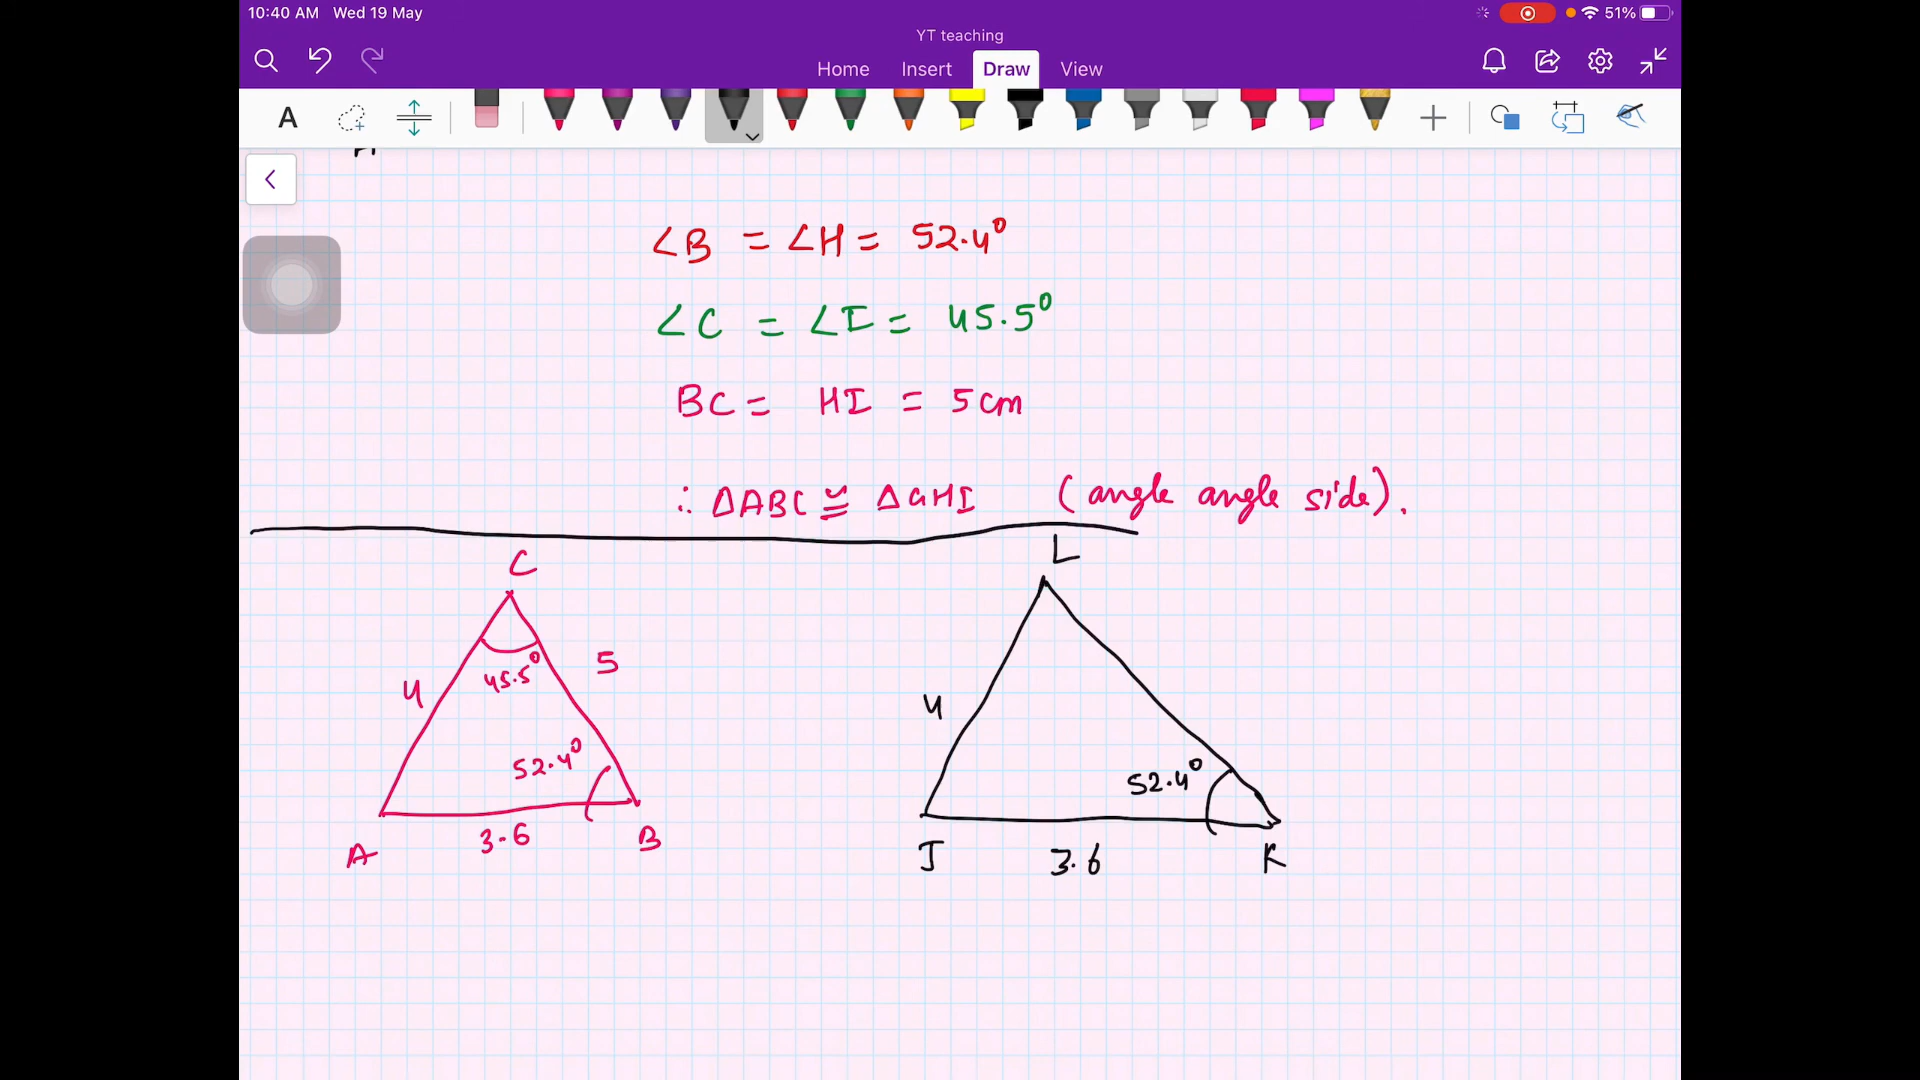 10:40 AM Wed 19 May
51%
YT teaching
Home Insert Draw View
A
∠B = ∠H = 52.4°
∠C = ∠I = 45.5°
BC = HI = 5cm
∴ ΔABC ≅ ΔGHI (angle angle side).
C
L
45.5°
5
4
4
52.4°
52.4°
3.6
A
B
J
3.6
K